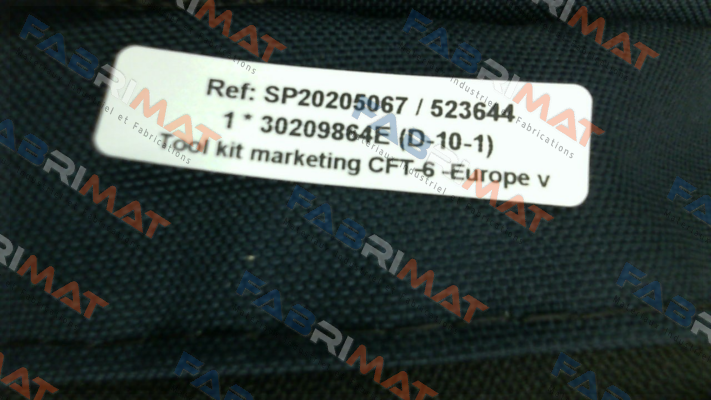 Ref: SP20205067 / 523644
1 * 30209864E (D-10-1)
Tool kit marketing CFT-6 -Europe v
FABRIMAT